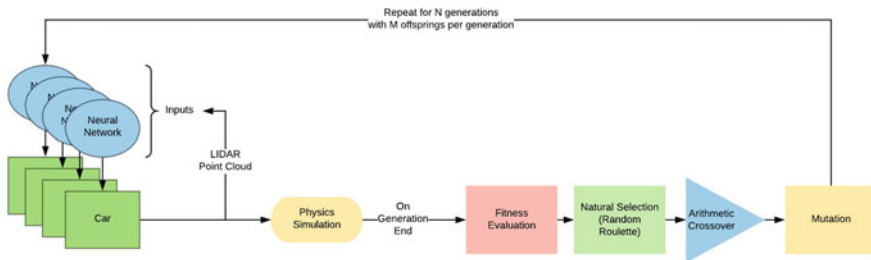 Repeat for N generations
with M offsprings per generation
N
N
Ne
N
Neural
Network
Inputs
LIDAR
Point Cloud
Car
Physics
Simulation
On
Generation
End
Fitness
Evaluation
Natural Selection
(Random
Roulette)
Arithmetic
Crossover
Mutation